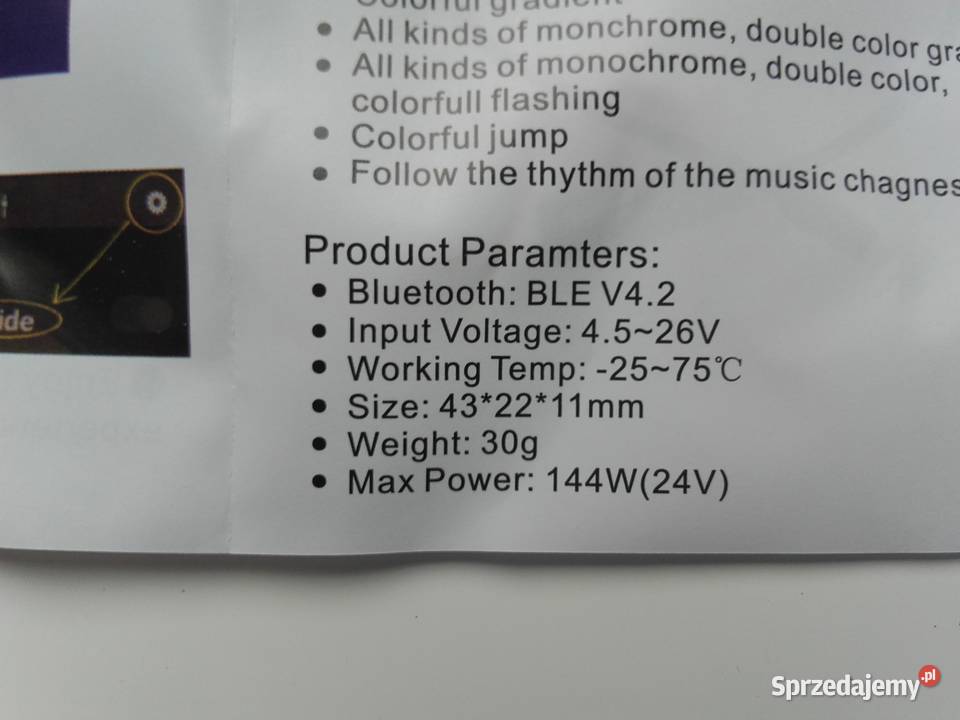 Colorful gradient
All kinds of monchrome, double color gra
All kinds of monochrome, double color,
colorfull flashing
Colorful jump
Follow the thythm of the music chagnes
ide
Product Paramters:
Bluetooth: BLE V4.2
Input Voltage: 4.5~26V
Working Temp: -25~75℃
Size: 43*22*11mm
Weight: 30g
Max Power: 144W(24V)
Sprzedajemy.pl